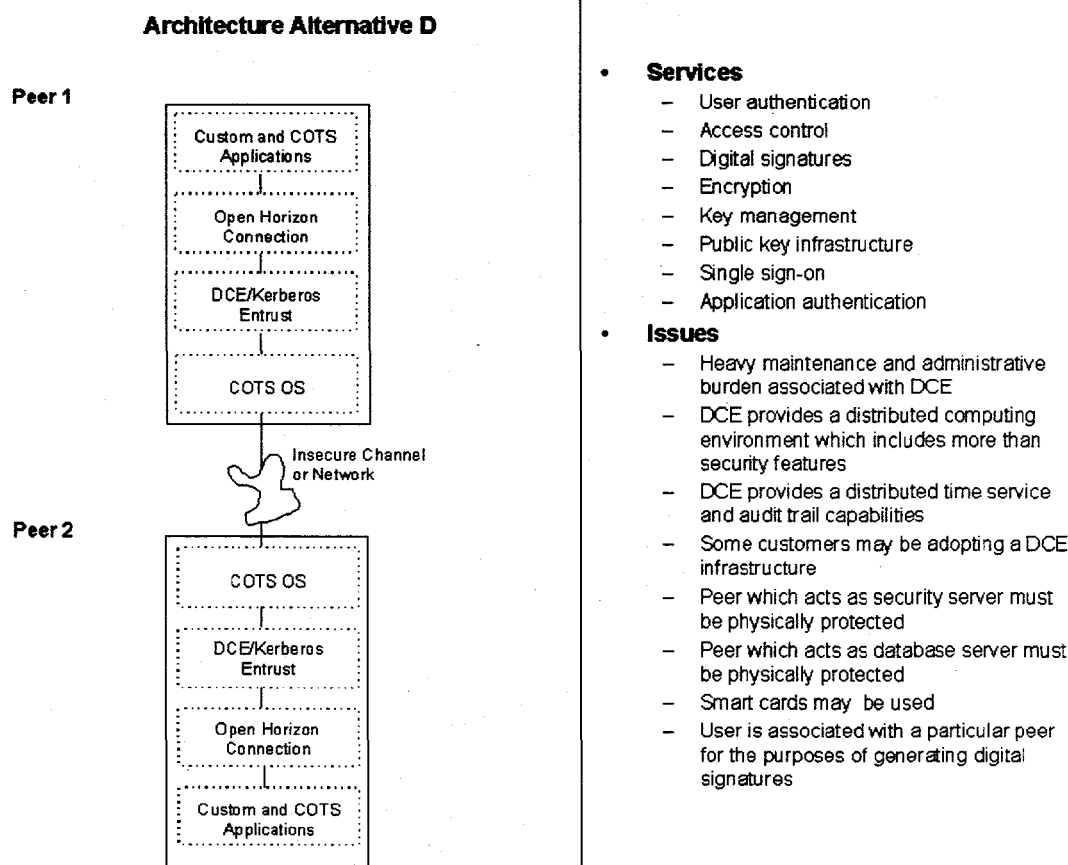 Architecture Alternative D
Peer 1
Custom and COTS
Applications
Open Horizon
Connection
DCE/Kerberos
Entrust
COTS OS
Insecure Channel
or Network
Peer 2
COTS OS
DCE/Kerberos
Entrust
Open Horizon
Connection
Custom and COTS
Applications
• Services
– User authentication
– Access control
– Digital signatures
– Encryption
– Key management
– Public key infrastructure
– Single sign-on
– Application authentication
• Issues
– Heavy maintenance and administrative
burden associated with DCE
– DCE provides a distributed computing
environment which includes more than
security features
– DCE provides a distributed time service
and audit trail capabilities
– Some customers may be adopting a DCE
infrastructure
– Peer which acts as security server must
be physically protected
– Peer which acts as database server must
be physically protected
– Smart cards may be used
– User is associated with a particular peer
for the purposes of generating digital
signatures